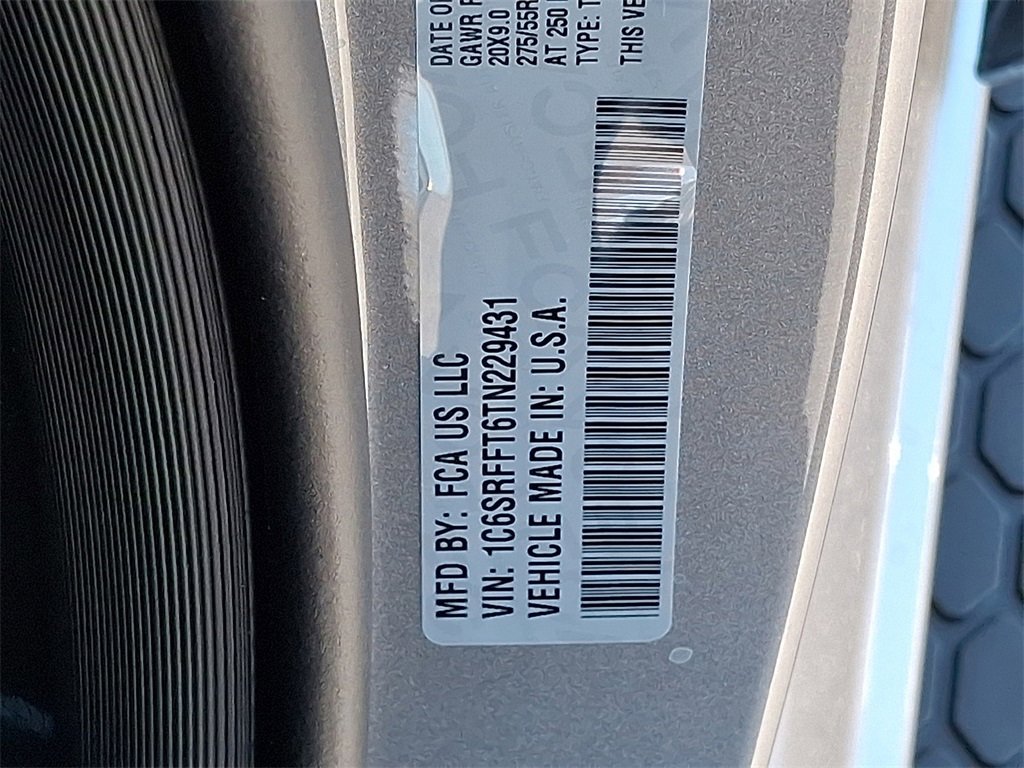 MFD BY: FCA US LLC
VIN: 1C6SRFFT6TN229431
VEHICLE MADE IN: U.S.A.
DATE OF
GAWR
20X9.0
275/55R
AT 250
TYPE: T
THIS VE